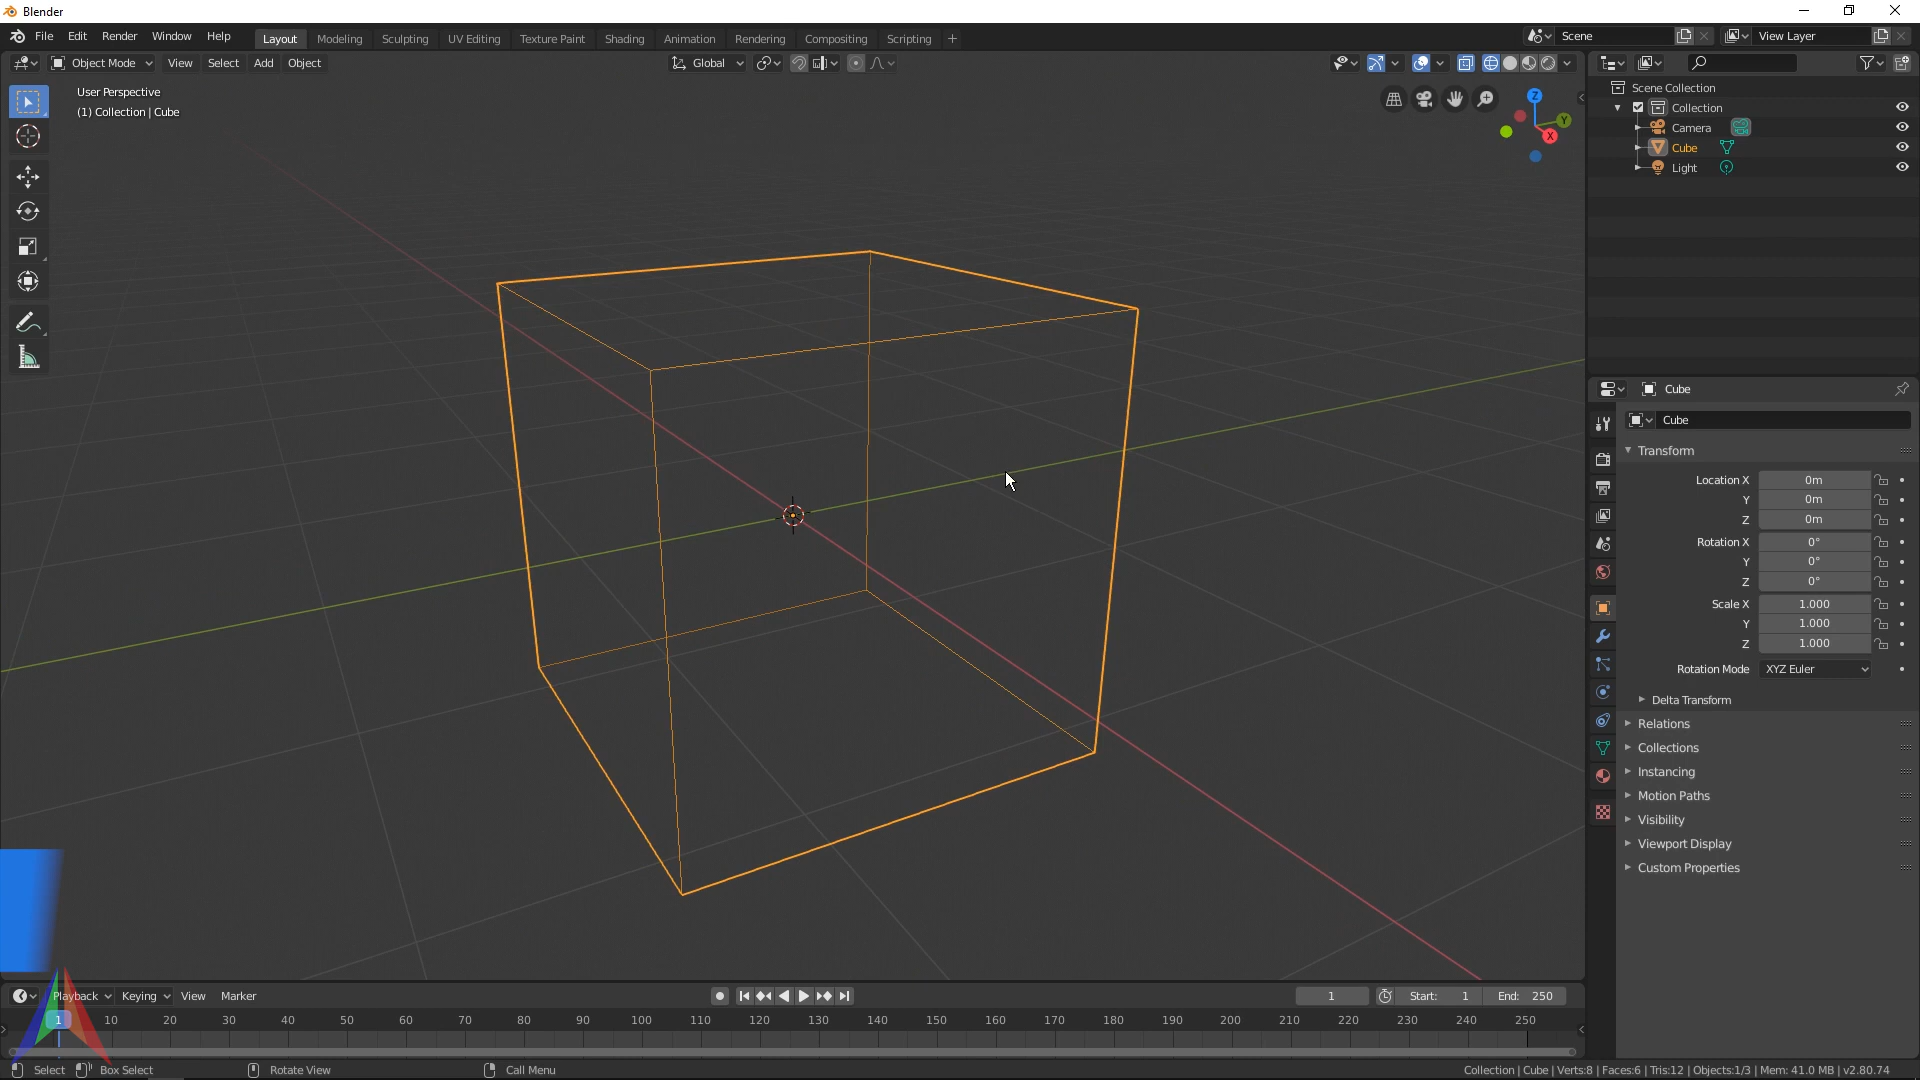 Blender
File Edit Render Window Help Layout Modeling Sculpting UV Editing Texture Paint Shading Animation Rendering Compositing Scripting + Scene View Layer
Object Mode View Select Add Object Global
User Perspective
(1) Collection | Cube
Z
Y
X
Scene Collection
Collection
Camera
Cube
Light
Cube
Cube
Transform
Location X 0m
Y 0m
Z 0m
Rotation X 0°
Y 0°
Z 0°
Scale X 1.000
Y 1.000
Z 1.000
Rotation Mode XYZ Euler
Delta Transform
Relations
Collections
Instancing
Motion Paths
Visibility
Viewport Display
Custom Properties
Playback Keying View Marker 1 Start: 1 End: 250
1 10 20 30 40 50 60 70 80 90 100 110 120 130 140 150 160 170 180 190 200 210 220 230 240 250
Select Box Select Rotate View Call Menu Collection | Cube | Verts:8 | Faces:6 | Tris:12 | Objects:1/3 | Mem: 41.0 MB | v2.80.74